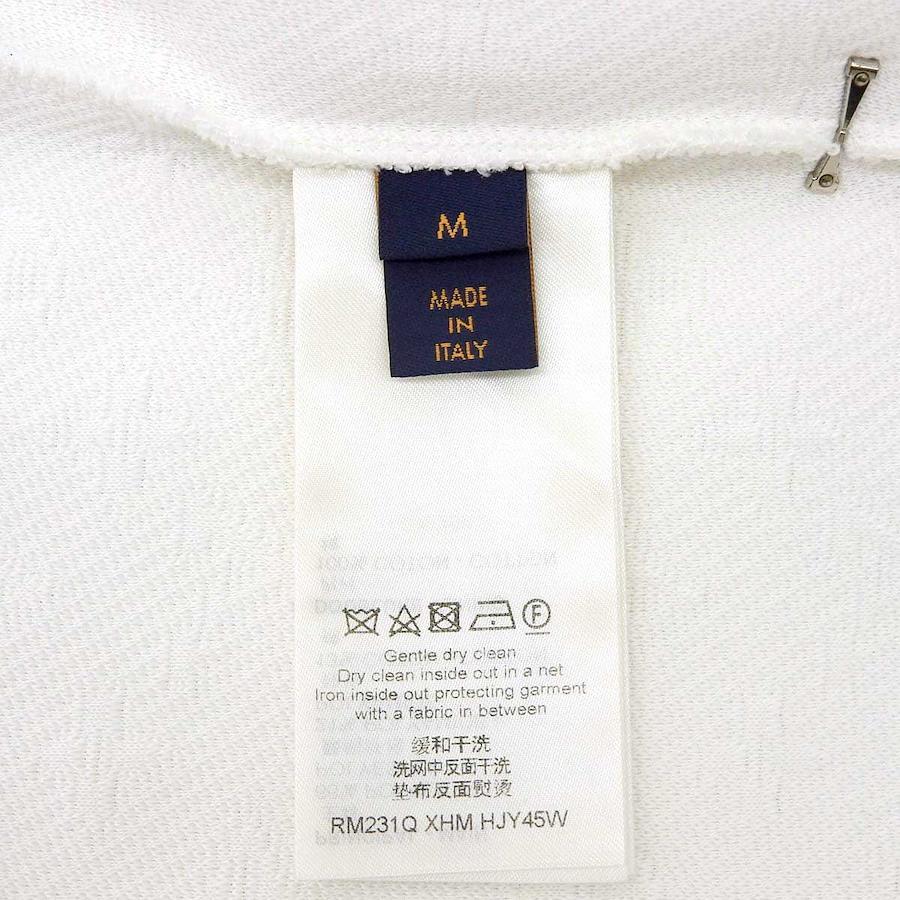 M
MADE
IN
ITALY
F
Gentle dry clean
Dry clean inside out in a net
Iron inside out protecting garment
with a fabric in between
缓和干洗
洗网中反面干洗
垫布反面熨烫
RM231Q XHM HJY45W